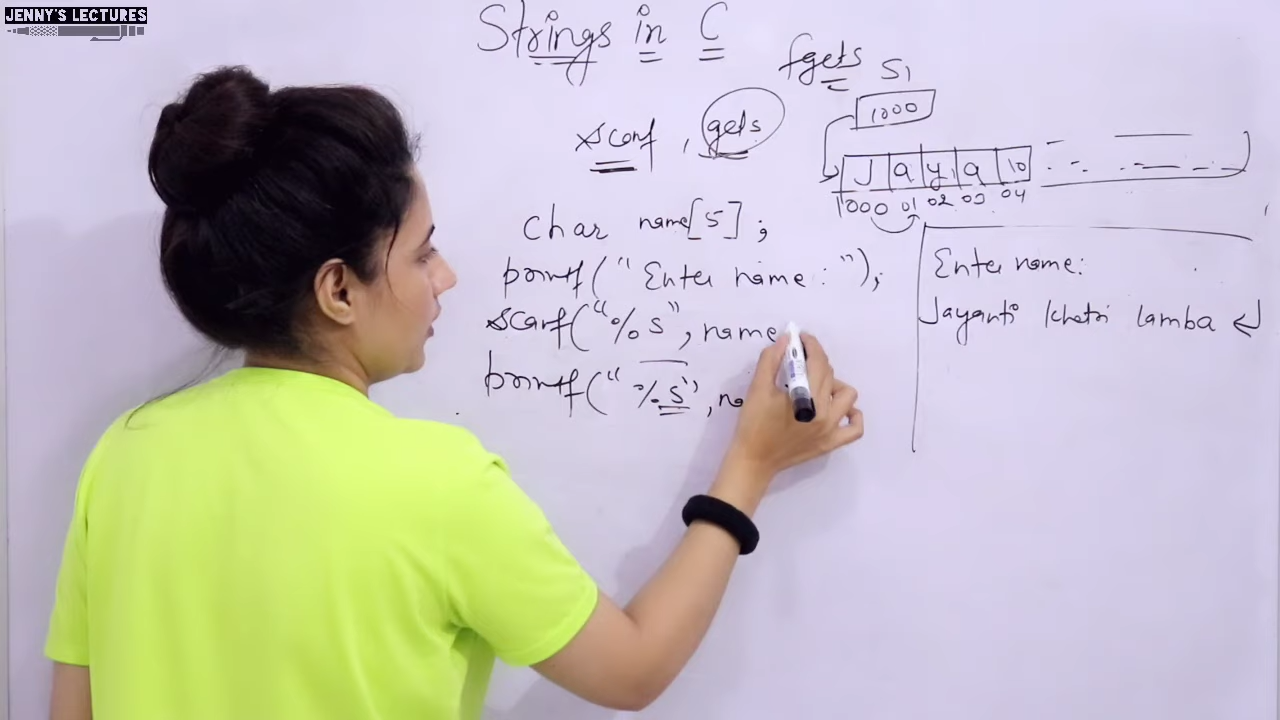 JENNY'S LECTURES
Strings in C
fgets
S1
1000
scanf , gets
J a y a \0
1000 01 02 03 04
char name[5];
printf("Enter name:");
scanf("%s", name
printf("%s", na
Enter name:
Jayanti khatri lamba